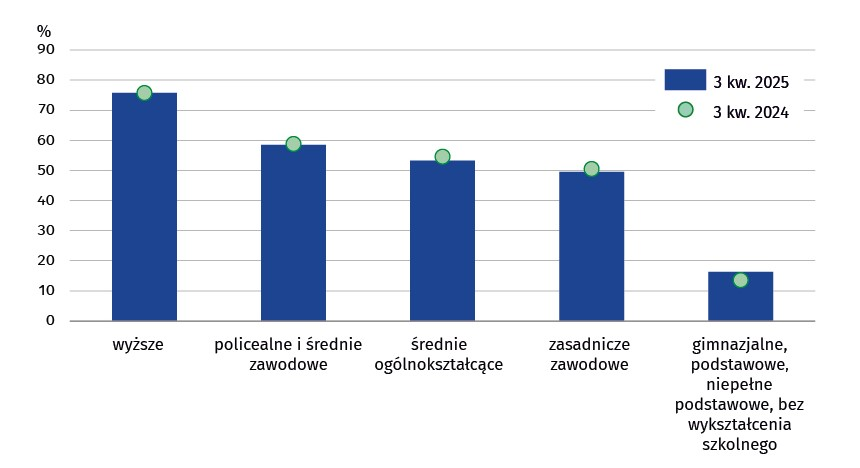 %
90
80
70
60
50
40
30
20
10
0
3 kw. 2025
3 kw. 2024
wyższe
policealne i średnie
zawodowe
średnie
ogólnokształcące
zasadnicze
zawodowe
gimnazjalne,
podstawowe,
niepełne
podstawowe, bez
wykształcenia
szkolnego